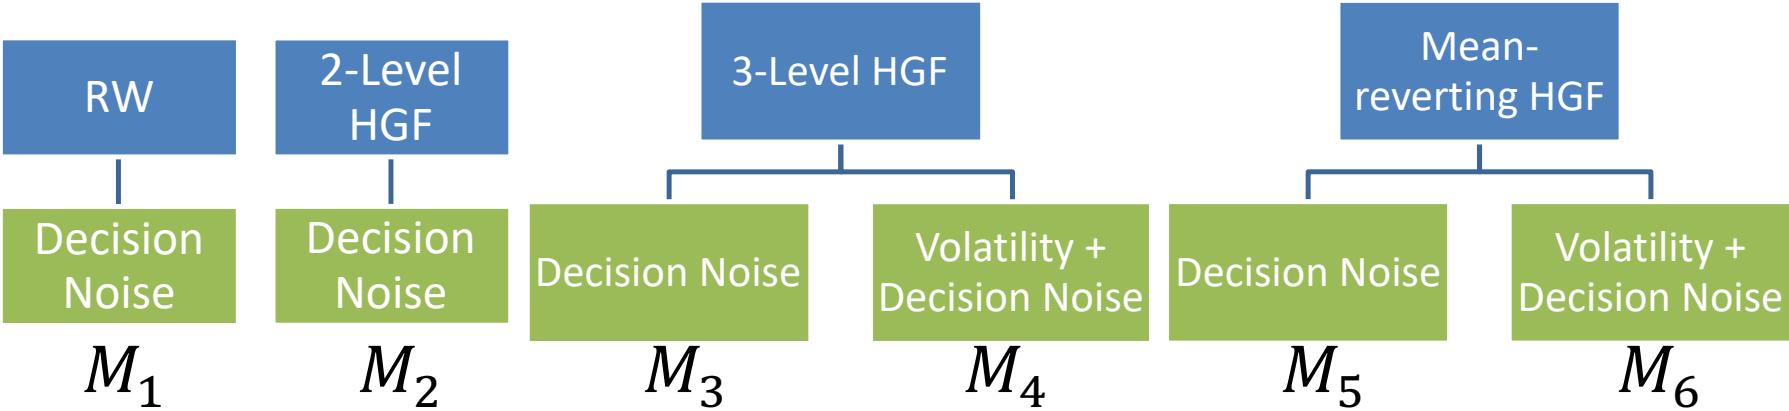 RW
2-Level
HGF
3-Level HGF
Mean-
reverting HGF
Decision
Noise
Decision
Noise
Decision Noise
Volatility +
Decision Noise
Decision Noise
Volatility +
Decision Noise
M₁
M₂
M₃
M₄
M₅
M₆